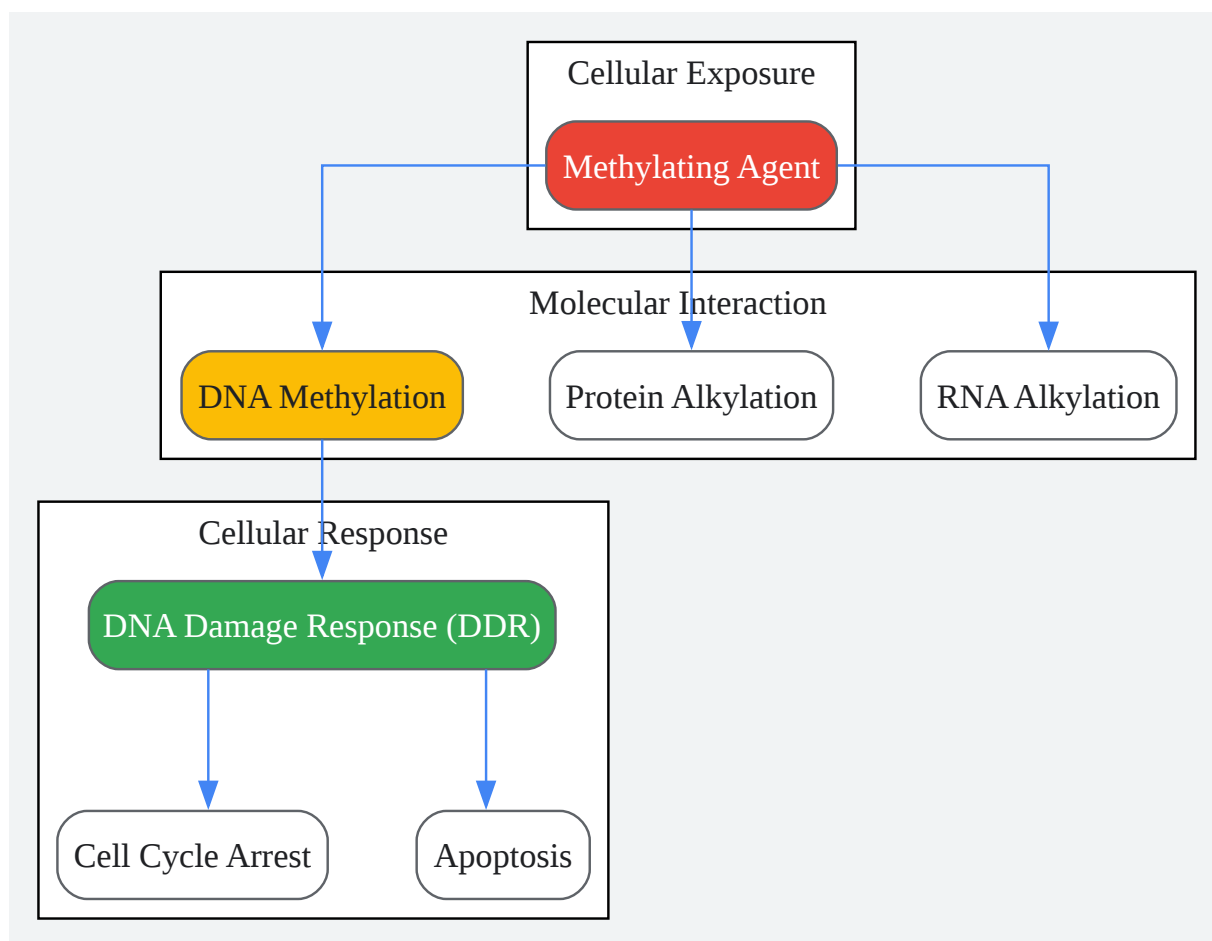 Cellular Exposure
Methylating Agent
Molecular Interaction
DNA Methylation
Protein Alkylation
RNA Alkylation
Cellular Response
DNA Damage Response (DDR)
Cell Cycle Arrest
Apoptosis